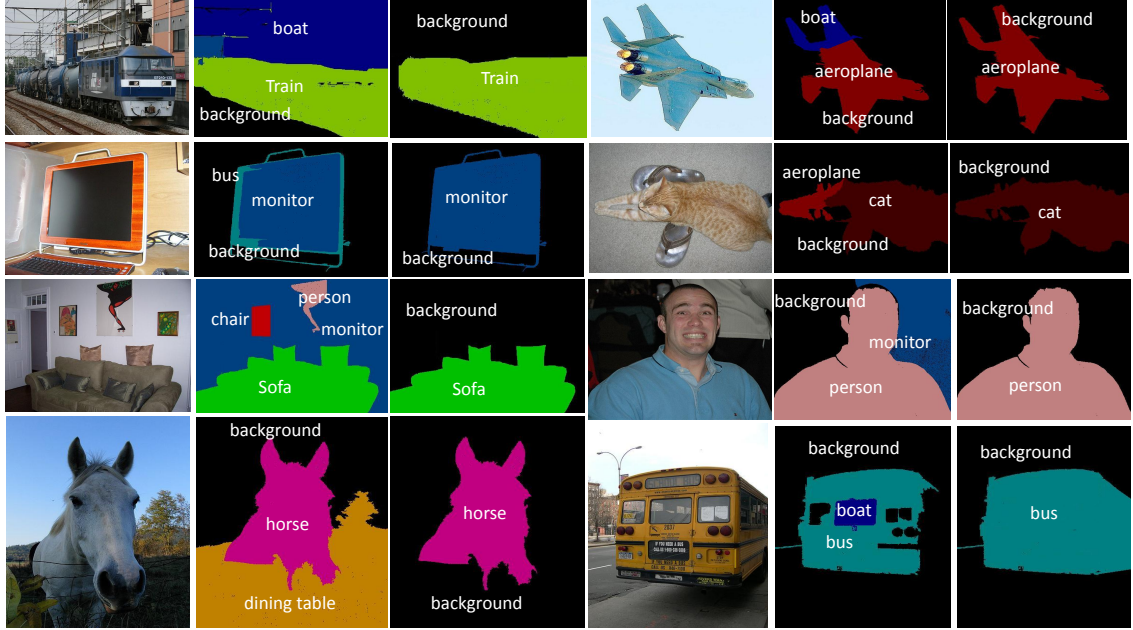 boat
Train
background
background
Train
boat
aeroplane
background
background
aeroplane
bus
monitor
background
monitor
background
aeroplane
cat
background
background
cat
person
chair
monitor
Sofa
background
Sofa
background
monitor
person
background
person
background
horse
dining table
horse
background
background
boat
bus
background
bus